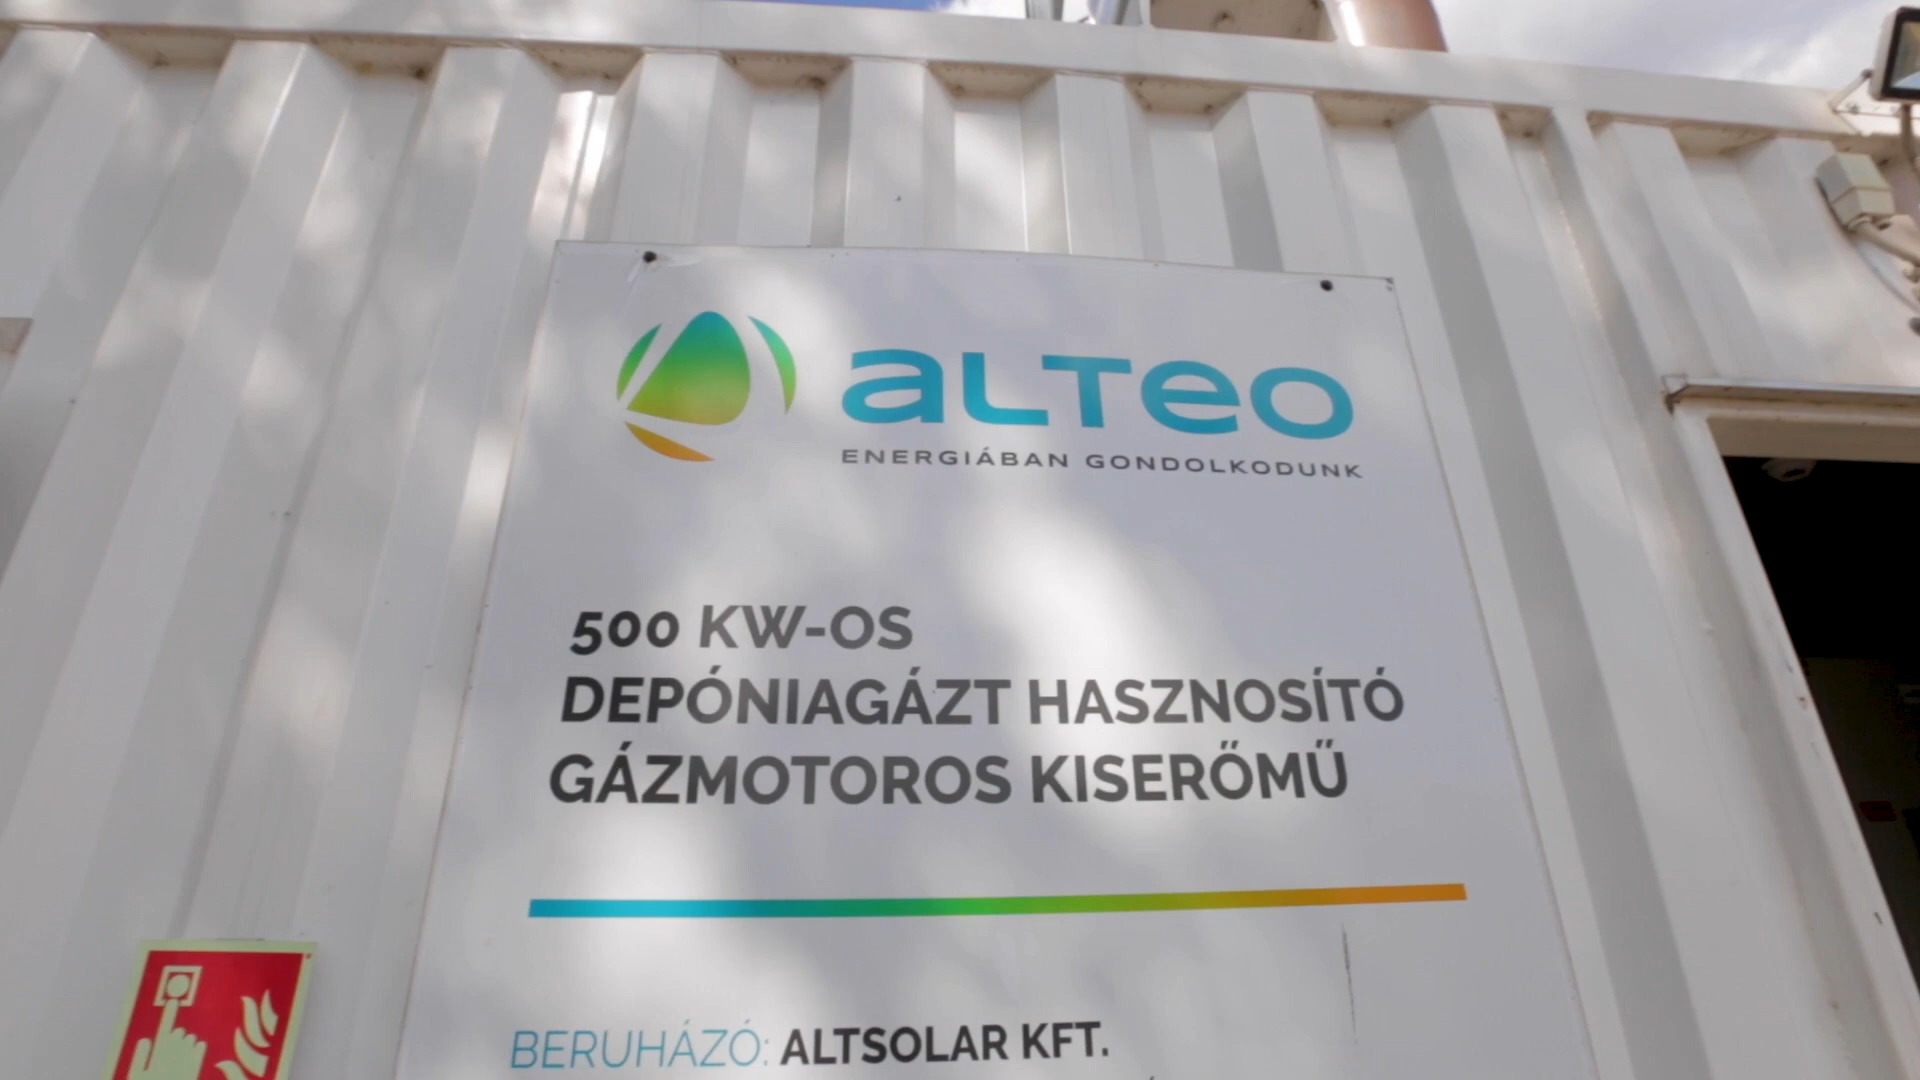 ALTEO
ENERGIÁBAN GONDOLKODUNK
500 KW-OS
DEPÓNIAGÁZT HASZNOSÍTÓ
GÁZMOTOROS KISERŐMŰ
BERUHÁZÓ: ALTSOLAR KFT.